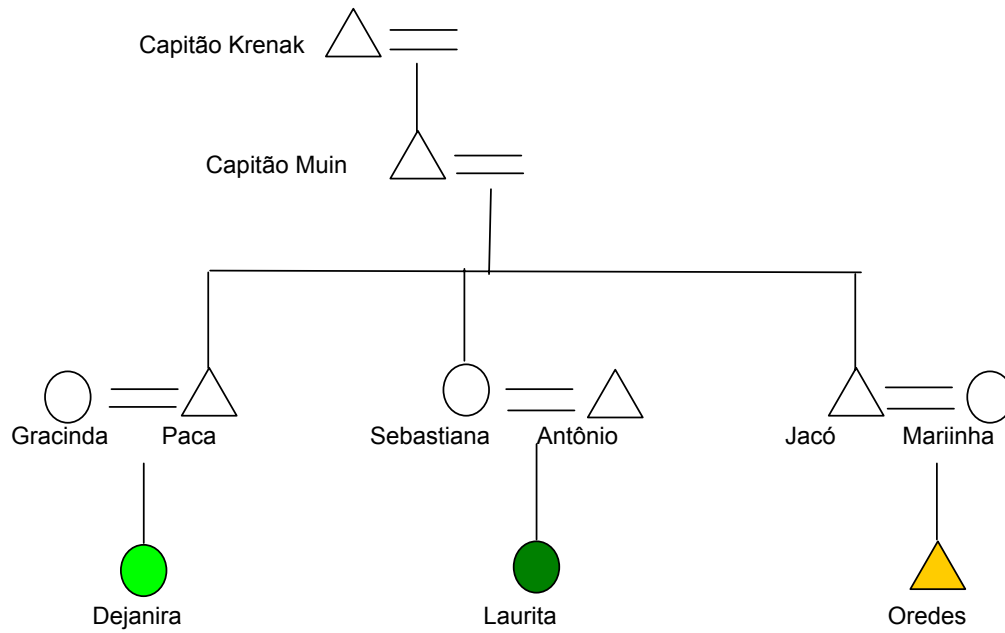 Capitão Krenak
Capitão Muin
Gracinda Paca Sebastiana Antônio Jacó Mariinha
Dejanira Laurita Oredes